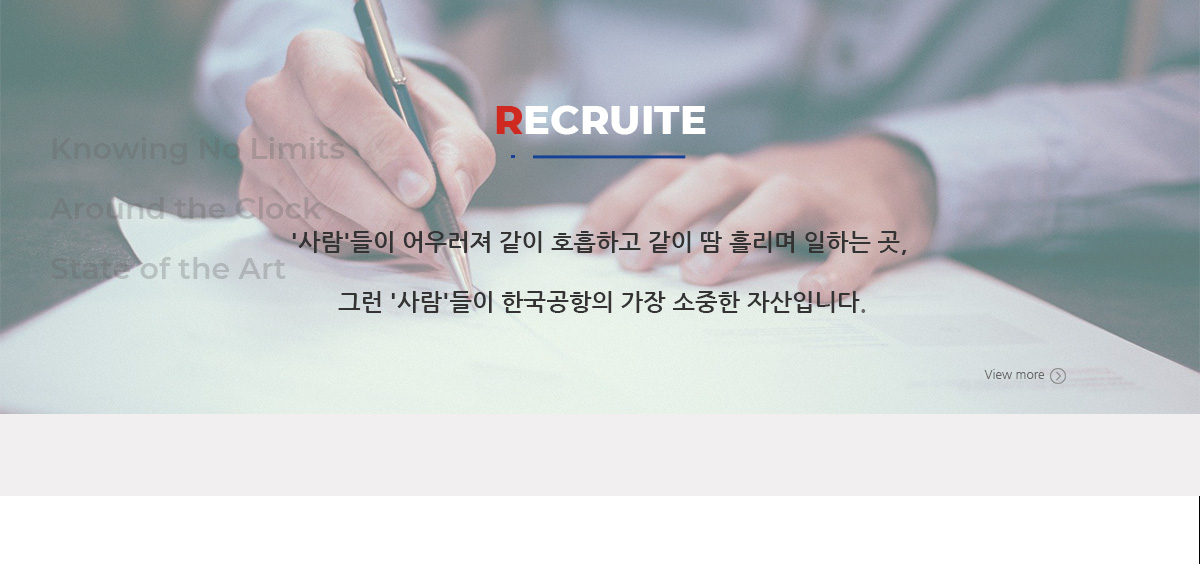 RECRUITE
Knowing No Limits
Around the Clock
State of the Art
'사람'들이 어우러져 같이 호흡하고 같이 땀 흘리며 일하는 곳,
그런 '사람'들이 한국공항의 가장 소중한 자산입니다.
View more